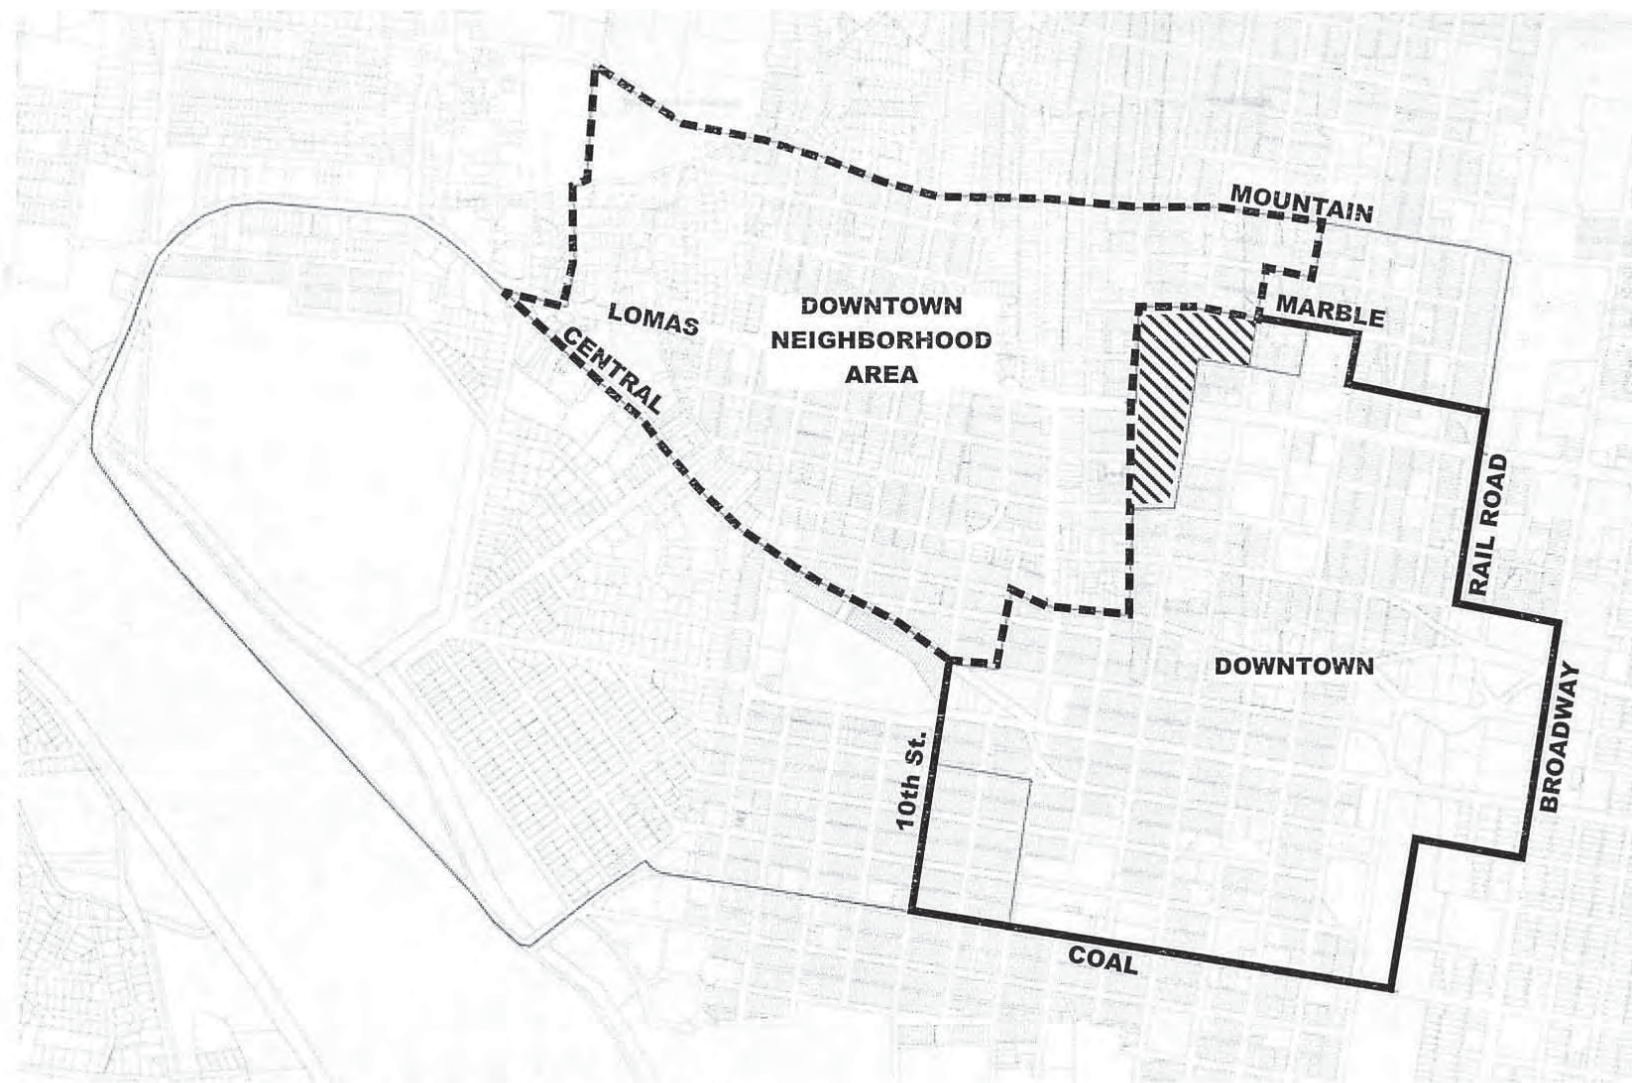 MOUNTAIN
MARBLE
LOMAS
DOWNTOWN
NEIGHBORHOOD
AREA
CENTRAL
RAIL ROAD
DOWNTOWN
BROADWAY
10th St.
COAL